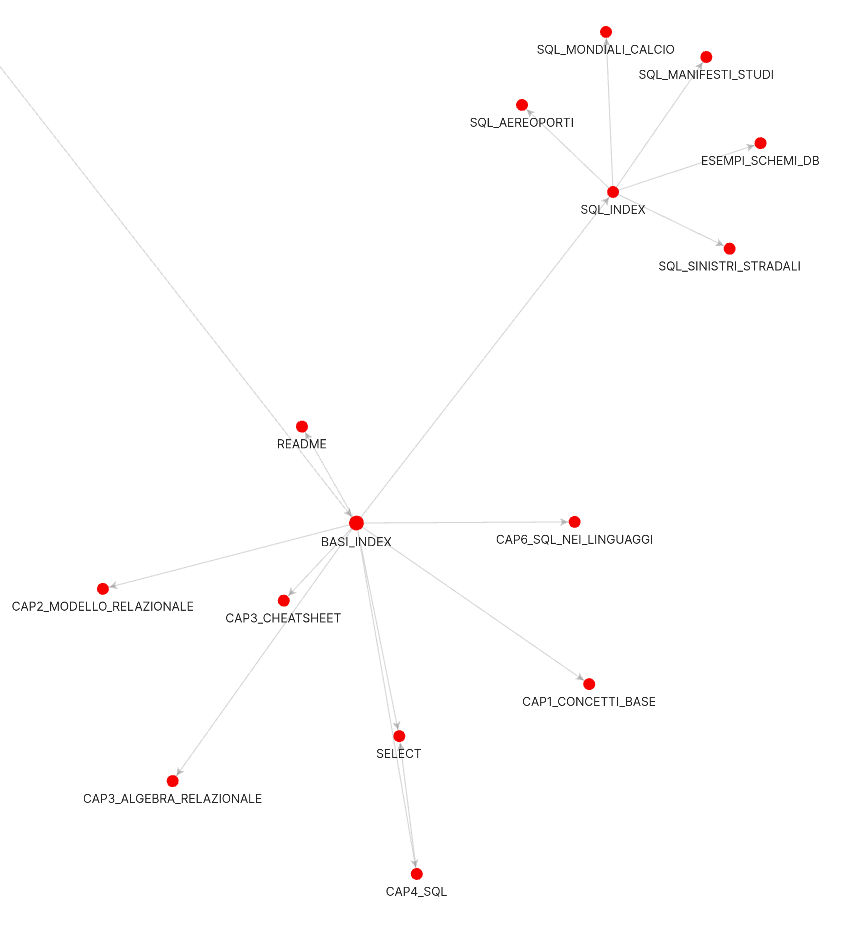 SQL_MONDIALI_CALCIO
SQL_MANIFESTI_STUDI
SQL_AEREOPORTI
ESEMPI_SCHEMI_DB
SQL_INDEX
SQL_SINISTRI_STRADALI
README
BASI_INDEX
CAP6_SQL_NEI_LINGUAGGI
CAP2_MODELLO_RELAZIONALE
CAP3_CHEATSHEET
CAP1_CONCETTI_BASE
SELECT
CAP3_ALGEBRA_RELAZIONALE
CAP4_SQL